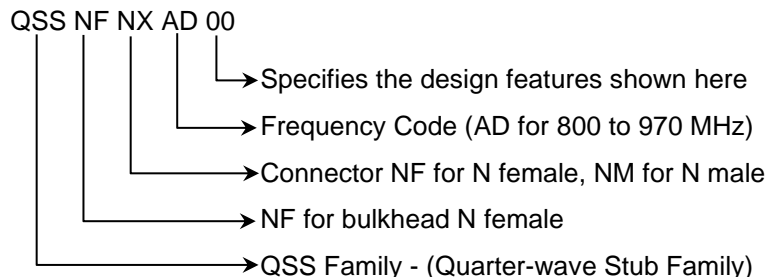 QSS NF NX AD 00
Specifies the design features shown here
Frequency Code (AD for 800 to 970 MHz)
Connector NF for N female, NM for N male
NF for bulkhead N female
QSS Family - (Quarter-wave Stub Family)